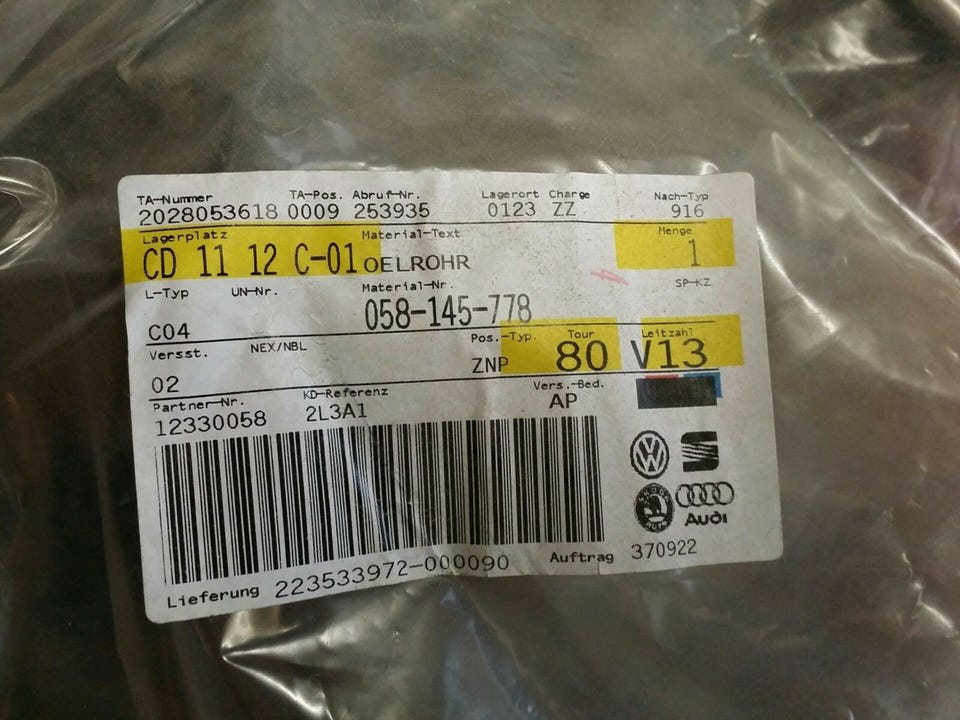 TA-Nummer TA-Pos. Abruf-Nr. Lagerort Charge Nach-Typ
2028053618 0009 253935 0123 ZZ 916
Lagerplatz Material-Text Menge
CD 11 12 C-01 OELROHR 1
L-Typ UN-Nr. Material-Nr. SP-KZ
C04 058-145-778
Versst. NEX/NBL Pos.-Typ. Tour Leitzahl
02 ZNP 80 V13
Partner-Nr. KD-Referenz Vers.-Bed.
12330058 2L3A1 AP
SKODA AUTO Audi
Lieferung 223533972-000090 Auftrag 370922